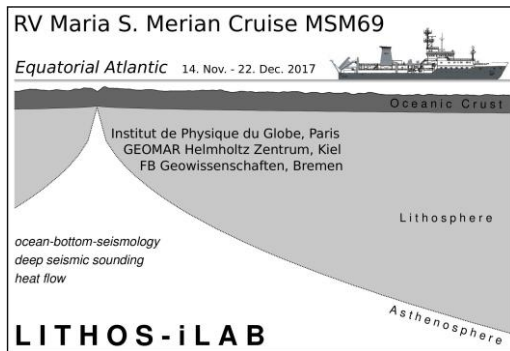 RV Maria S. Merian Cruise MSM69
Equatorial Atlantic 14. Nov. - 22. Dec. 2017
Oceanic Crust
Institut de Physique du Globe, Paris
GEOMAR Helmholtz Zentrum, Kiel
FB Geowissenschaften, Bremen
Lithosphere
ocean-bottom-seismology
deep seismic sounding
heat flow
Asthenosphere
LITHOS-iLAB